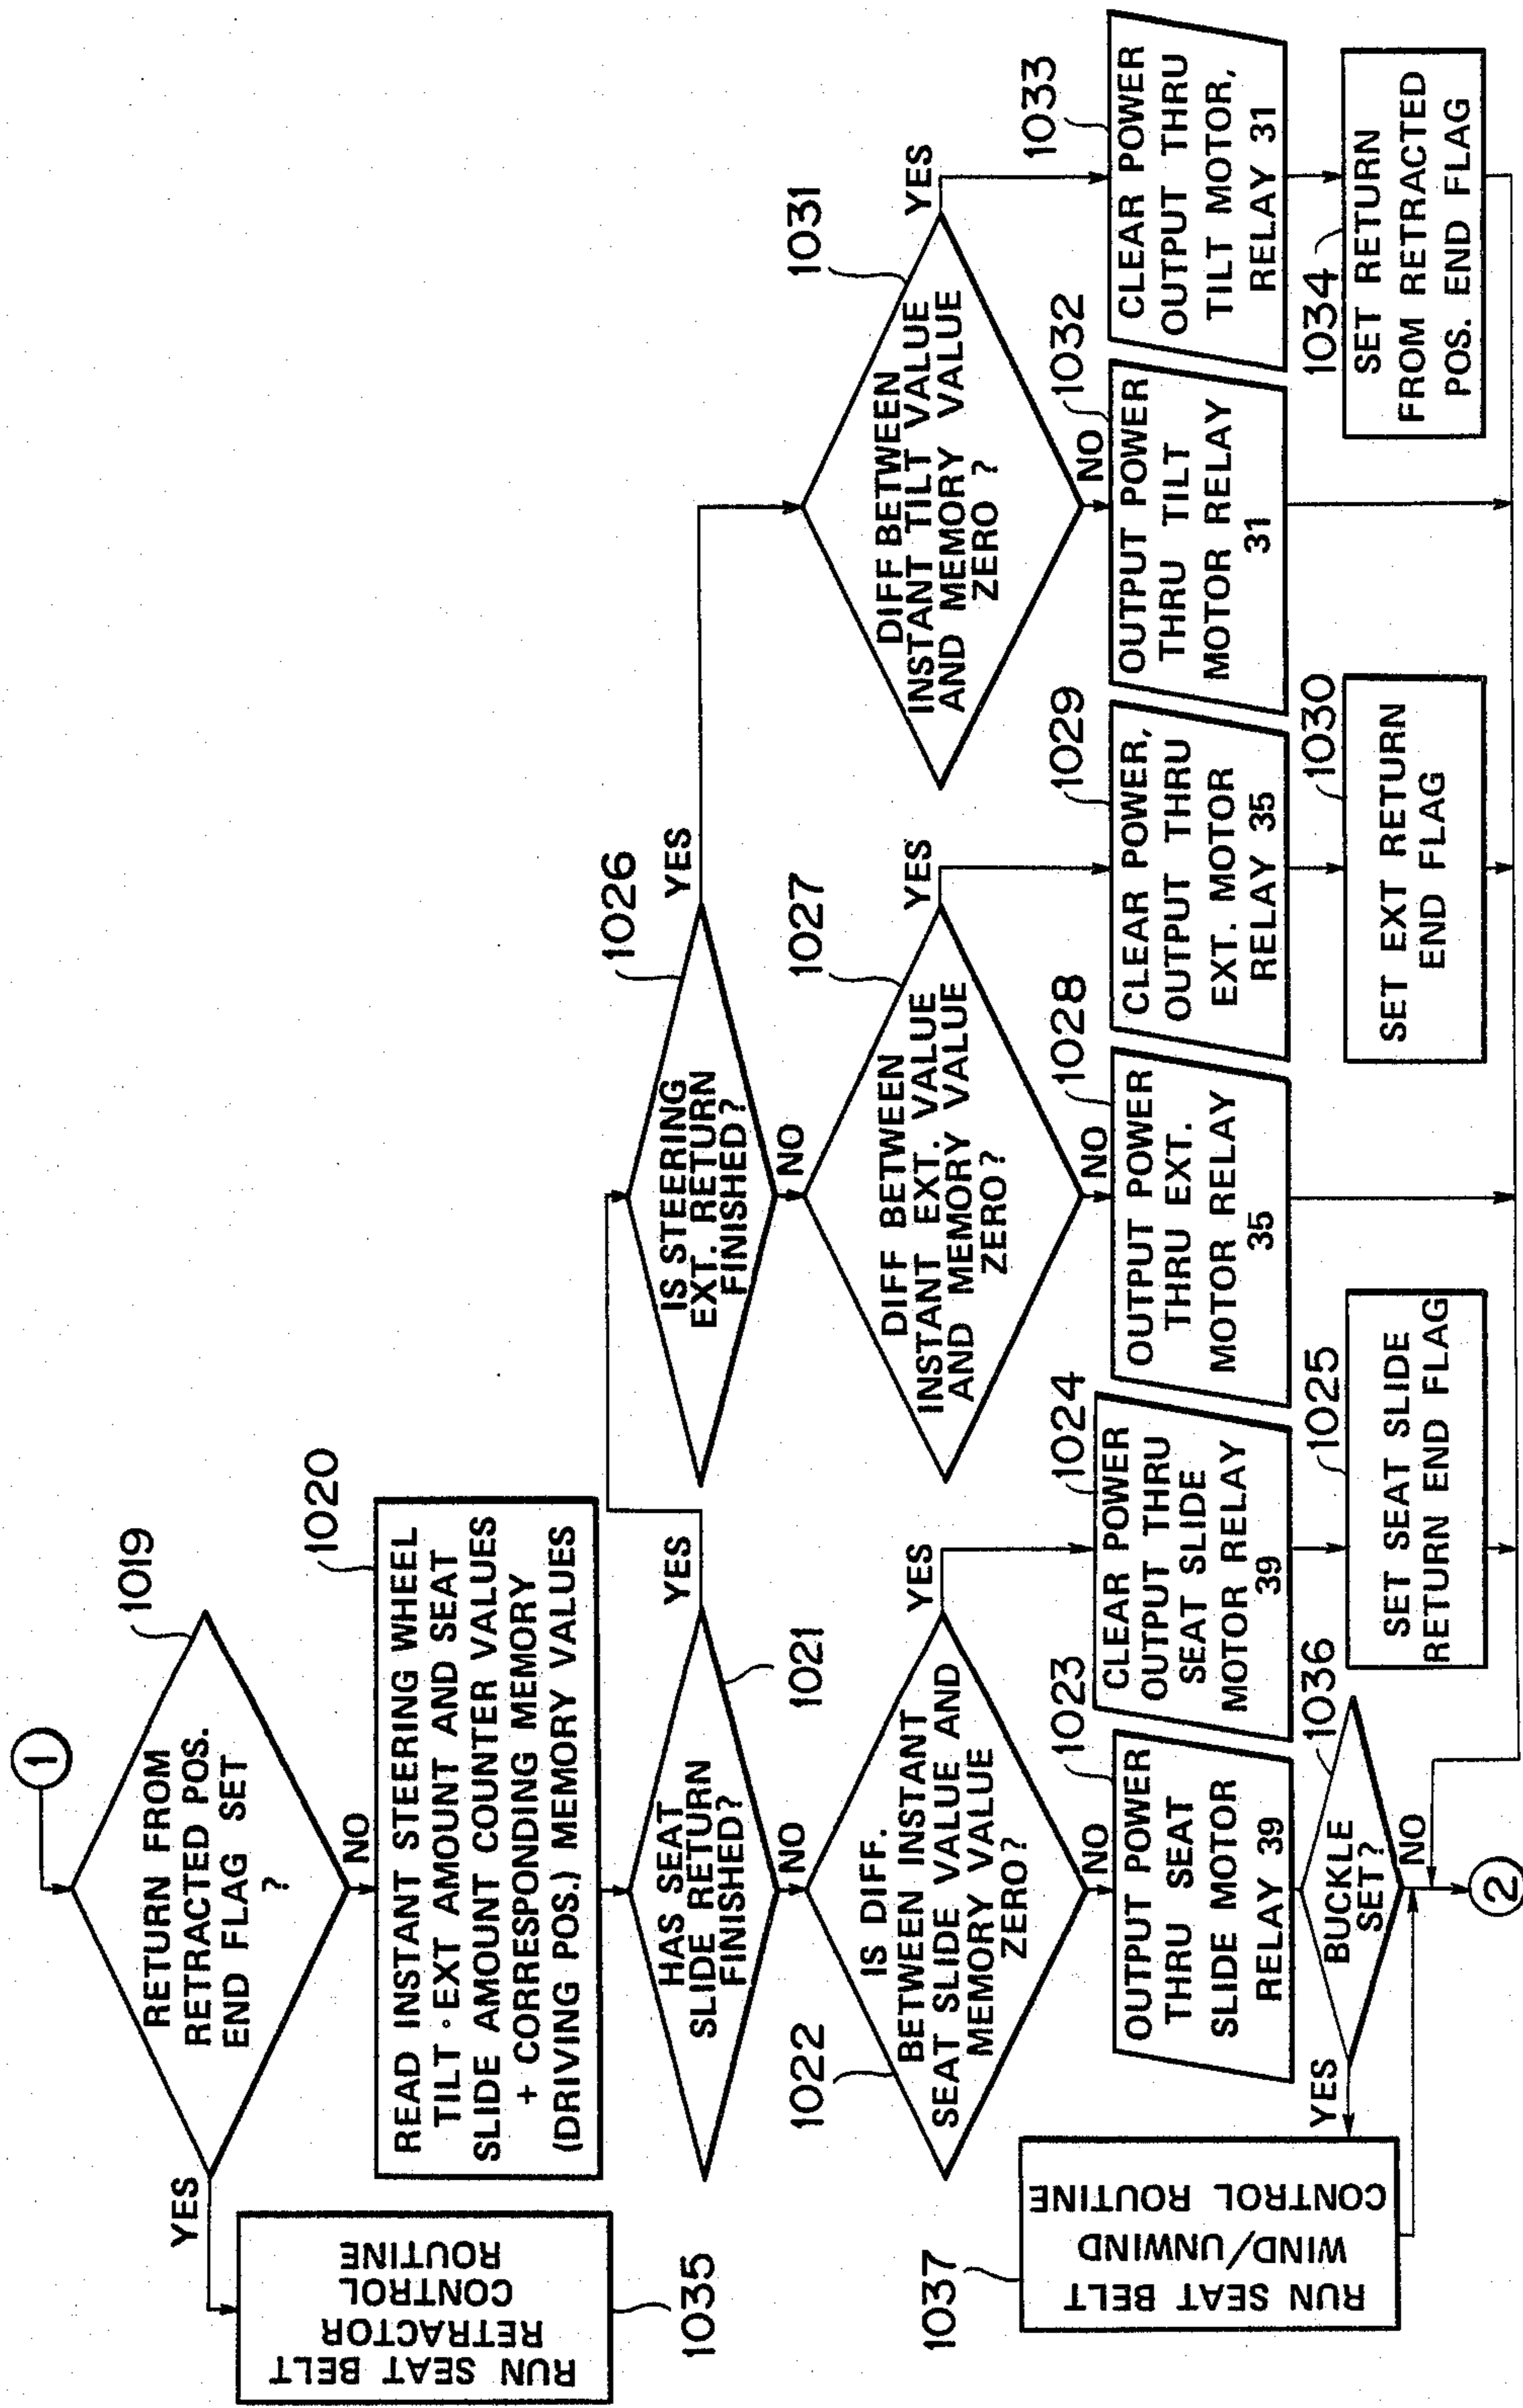 1
RETURN FROM
RETRACTED POS.
END FLAG SET
?
1019
YES
NO
RUN SEAT BELT
RETRACTOR
CONTROL
ROUTINE
1035
1020
READ INSTANT STEERING WHEEL
TILT · EXT AMOUNT AND SEAT
SLIDE AMOUNT COUNTER VALUES
+ CORRESPONDING MEMORY
(DRIVING POS.) MEMORY VALUES
HAS SEAT
SLIDE RETURN
FINISHED?
1021
YES
NO
1022
IS DIFF.
BETWEEN INSTANT
SEAT SLIDE VALUE AND
MEMORY VALUE
ZERO?
YES
NO
1023
OUTPUT POWER
THRU SEAT
SLIDE MOTOR
RELAY 39
1024
CLEAR POWER
OUTPUT THRU
SEAT SLIDE
MOTOR RELAY
39
1025
SET SEAT SLIDE
RETURN END FLAG
1036
BUCKLE
SET?
YES
NO
1037
RUN SEAT BELT
WIND/UNWIND
CONTROL ROUTINE
2
1026
IS STEERING
EXT. RETURN
FINISHED?
YES
NO
1027
DIFF BETWEEN
INSTANT EXT. VALUE
AND MEMORY VALUE
ZERO?
YES
NO
1028
OUTPUT POWER
THRU EXT.
MOTOR RELAY
35
1029
CLEAR POWER,
OUTPUT THRU
EXT. MOTOR
RELAY 35
1030
SET EXT RETURN
END FLAG
1031
DIFF BETWEEN
INSTANT TILT VALUE
AND MEMORY VALUE
ZERO ?
YES
NO
1032
OUTPUT POWER
THRU TILT
MOTOR RELAY
31
1033
CLEAR POWER
OUTPUT THRU
TILT MOTOR,
RELAY 31
1034
SET RETURN
FROM RETRACTED
POS. END FLAG